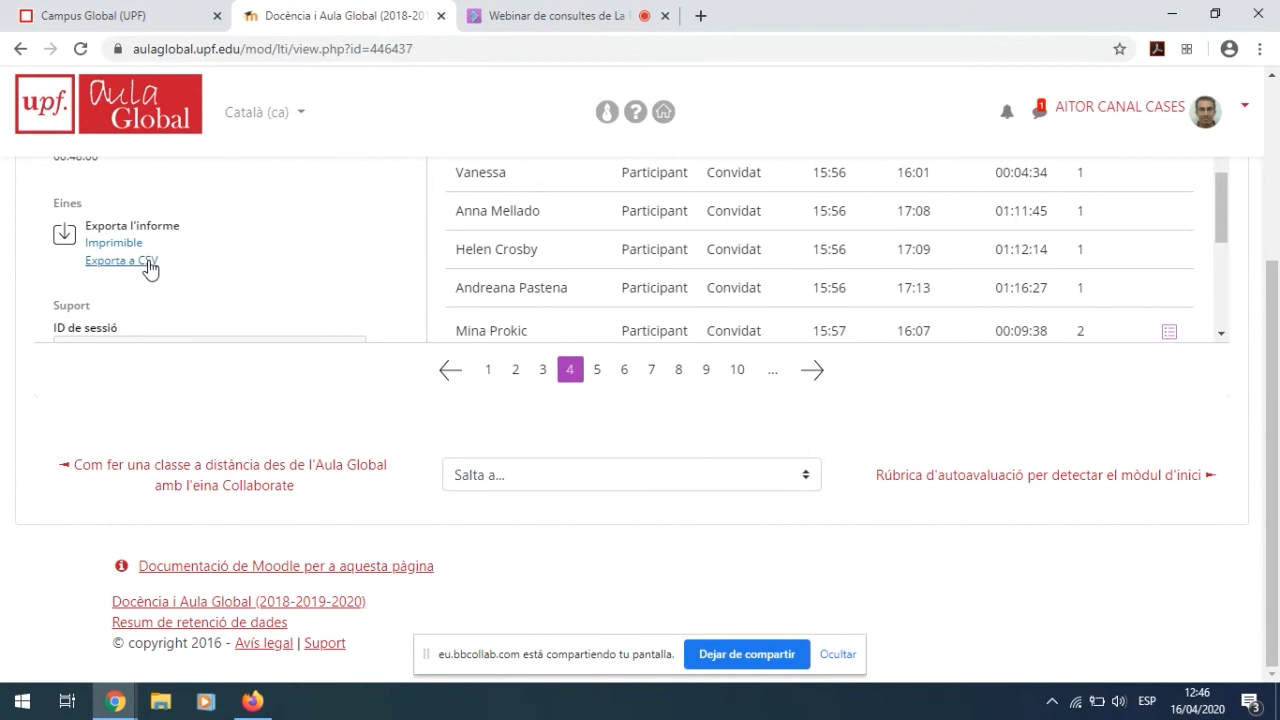 Campus Global (UPF)
Docència i Aula Global (2018-201
Webinar de consultes de La
aulaglobal.upf.edu/mod/lti/view.php?id=446437
upf.
aula
Global
Català (ca)
1
AITOR CANAL CASES
00:48:00
Eines
Exporta l'informe
Imprimible
Exporta a CSV
Suport
ID de sessió
Vanessa Participant Convidat 15:56 16:01 00:04:34 1
Anna Mellado Participant Convidat 15:56 17:08 01:11:45 1
Helen Crosby Participant Convidat 15:56 17:09 01:12:14 1
Andreana Pastena Participant Convidat 15:56 17:13 01:16:27 1
Mina Prokic Participant Convidat 15:57 16:07 00:09:38 2
1 2 3 4 5 6 7 8 9 10 ...
◄ Com fer una classe a distància des de l'Aula Global
amb l'eina Collaborate
Salta a...
Rúbrica d'autoavaluació per detectar el mòdul d'inici ►
Documentació de Moodle per a aquesta pàgina
Docència i Aula Global (2018-2019-2020)
Resum de retenció de dades
© copyright 2016 - Avís legal | Suport
eu.bbcollab.com está compartiendo tu pantalla.
Dejar de compartir
Ocultar
ESP
12:46
16/04/2020
3